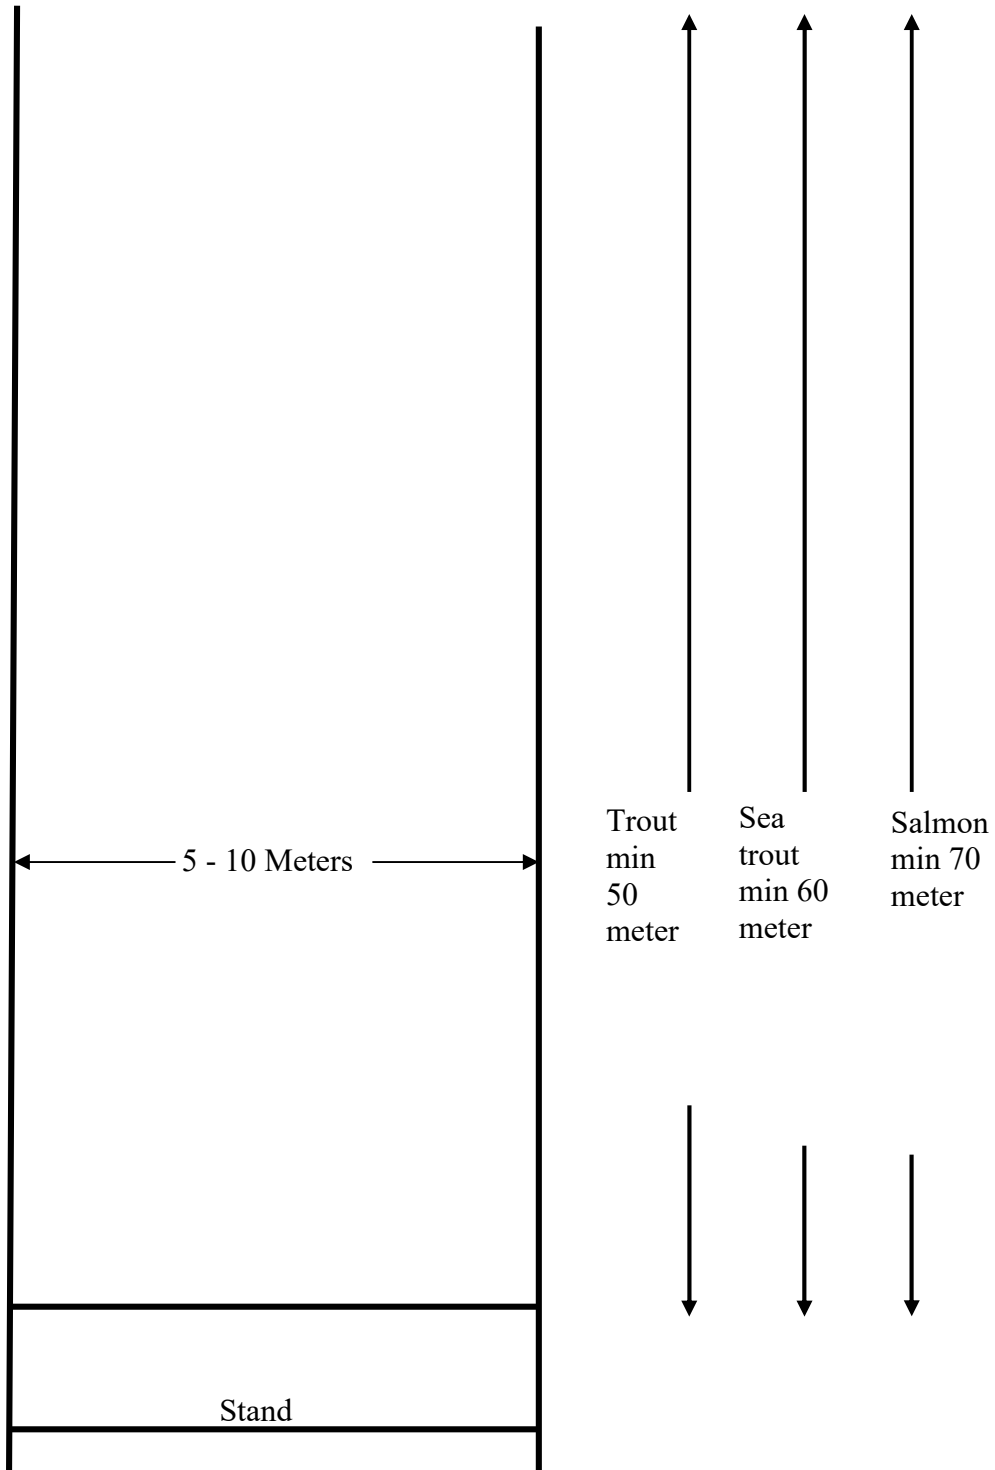 5 - 10 Meters
Trout
min
50
meter
Sea
trout
min 60
meter
Salmon
min 70
meter
Stand